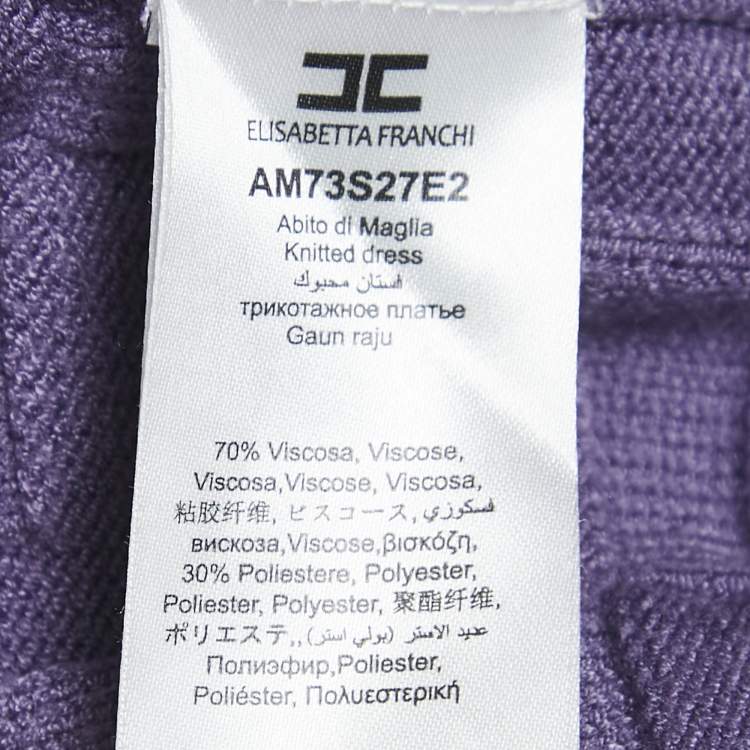 ELISABETTA FRANCHI
AM73S27E2
Abito di Maglia
Knitted dress
فستان محبوك
трикотажное платье
Gaun raju
70% Viscosa, Viscose,
Viscosa,Viscose, Viscosa,
粘胶纤维, ビスコース, فسكوزي,
вискоза,Viscose,βισκόζη,
30% Poliestere, Polyester,
Poliester, Polyester, 聚酯纤维,
ポリエステ,, عديد الاستر (بولي استر),
Полиэфир,Poliester,
Poliéster, Πολυεστερική